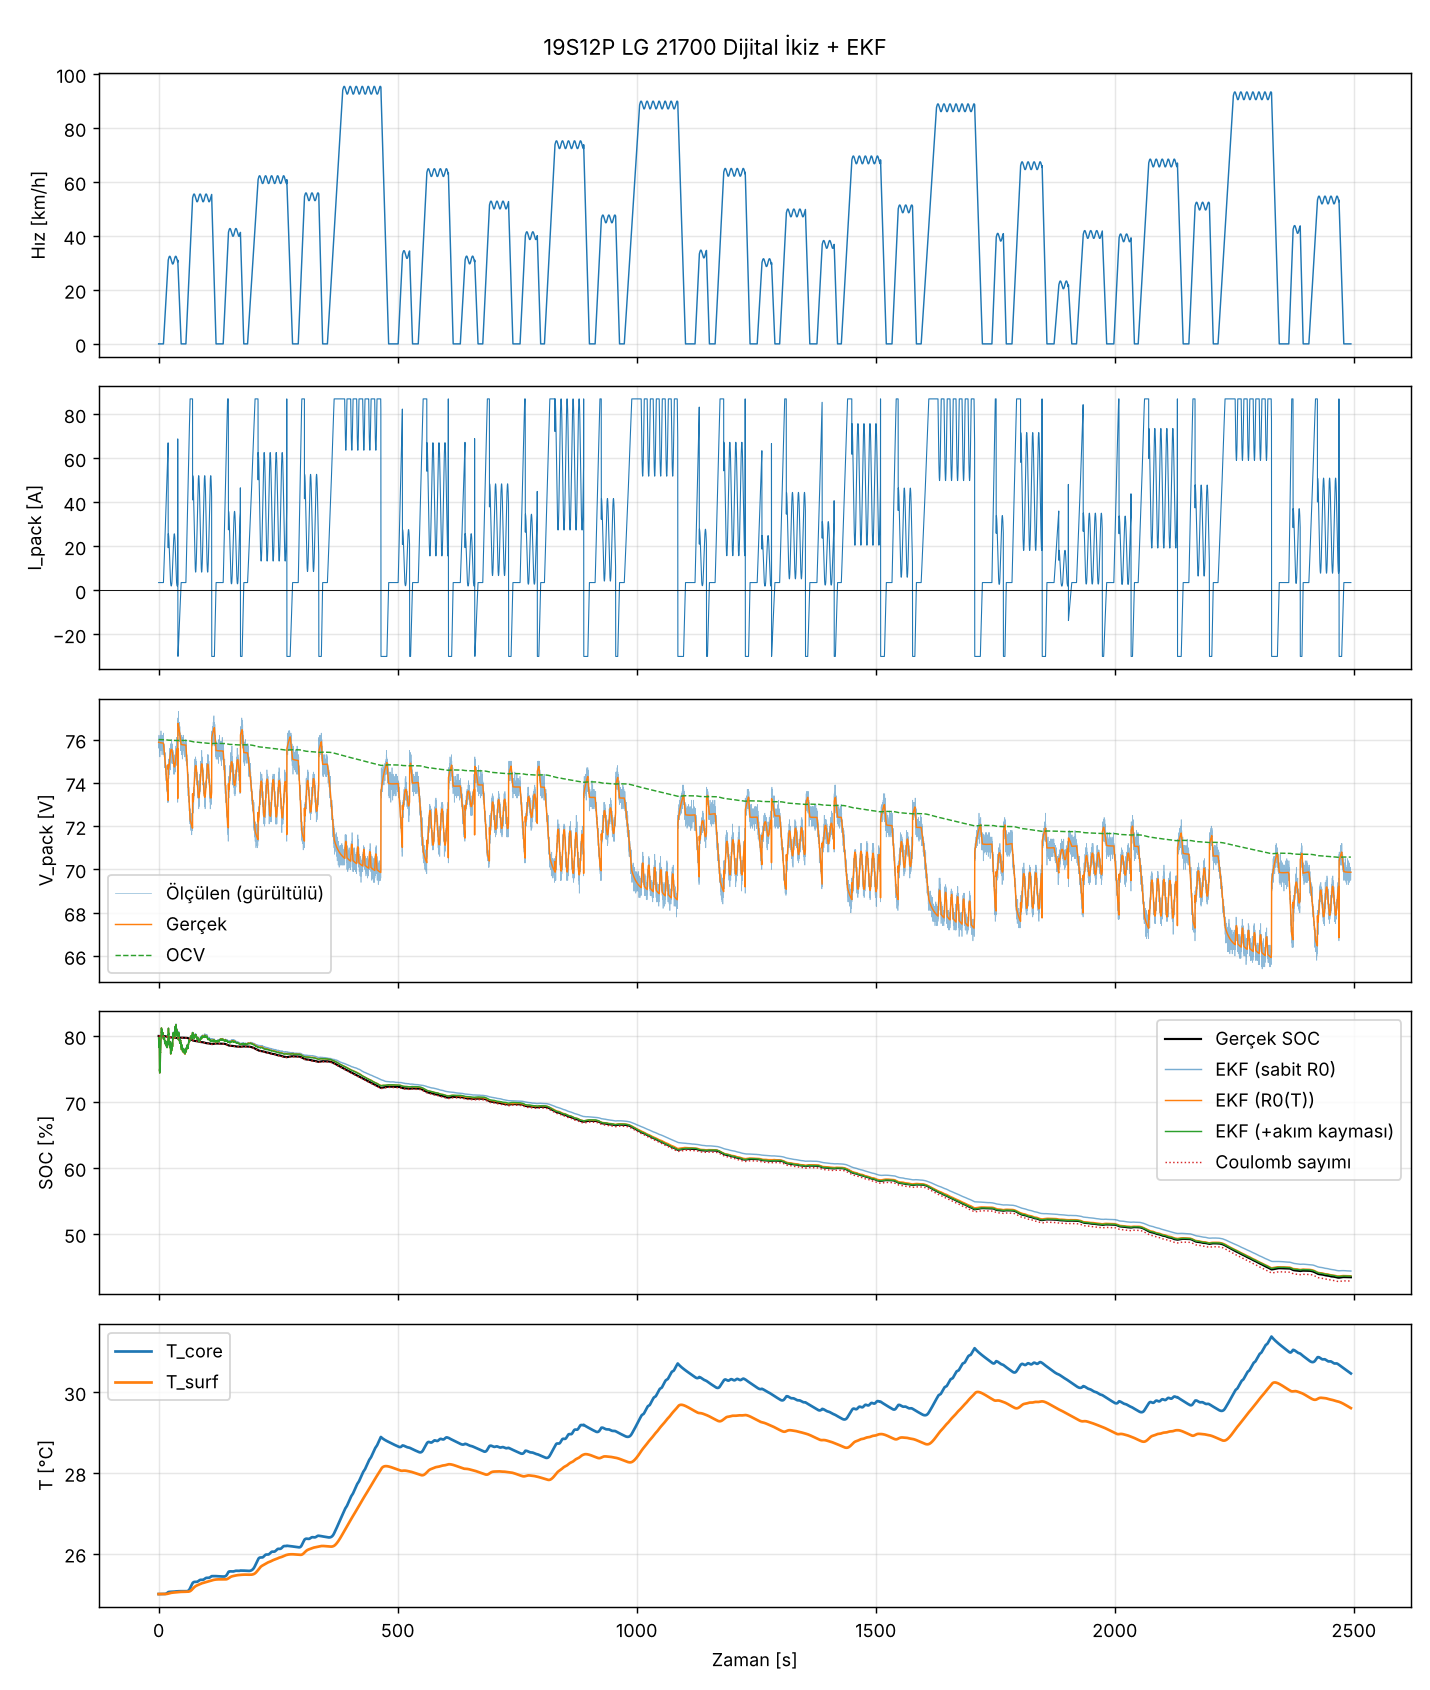 19S12P LG 21700 Dijital İkiz + EKF
100
80
60
40
20
0
Hız [km/h]
80
60
40
20
0
−20
I_pack [A]
76
74
72
70
68
66
V_pack [V]
Ölçülen (gürültülü)
Gerçek
OCV
80
70
60
50
SOC [%]
Gerçek SOC
EKF (sabit R0)
EKF (R0(T))
EKF (+akım kayması)
Coulomb sayımı
30
28
26
T [°C]
T_core
T_surf
0
500
1000
1500
2000
2500
Zaman [s]